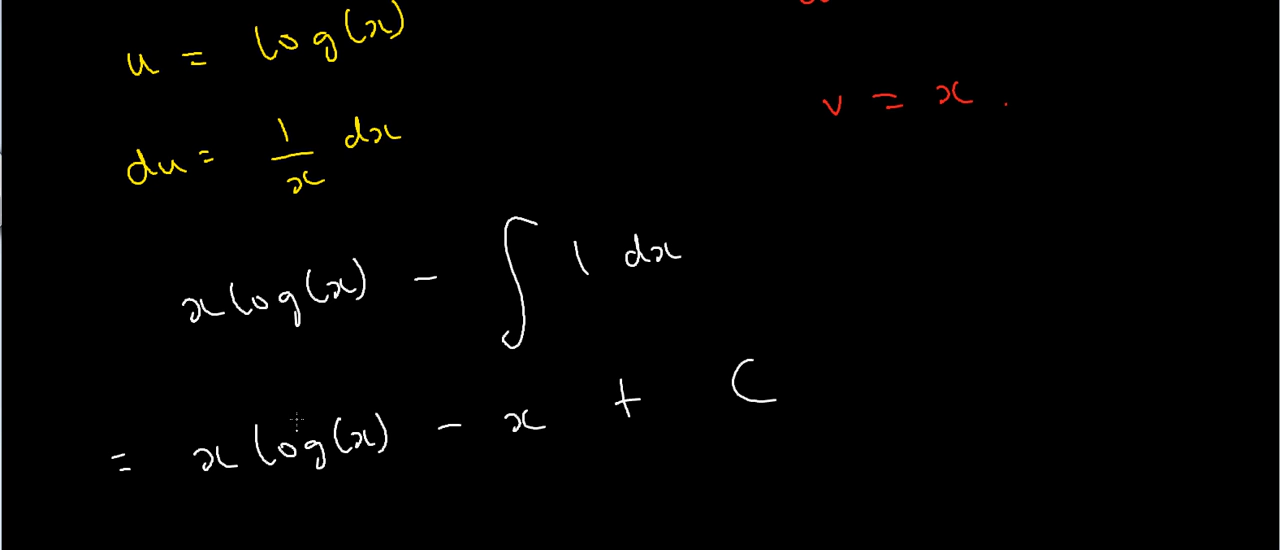 u = log(x)
v = x .
du = 1/x dx
x log(x) - ∫ 1 dx
= x log(x) - x + C